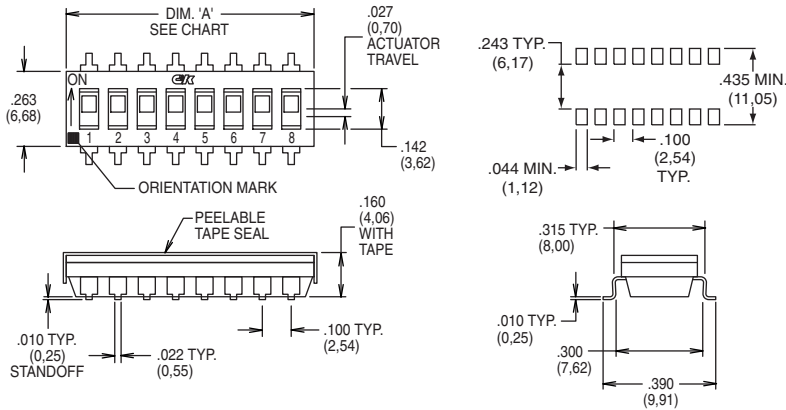 DIM. 'A'
SEE CHART
.027
(0,70)
ACTUATOR
TRAVEL
ON
CK
.263
(6,68)
1 2 3 4 5 6 7 8
.142
(3,62)
ORIENTATION MARK
.243 TYP.
(6,17)
.435 MIN.
(11,05)
.044 MIN.
(1,12)
.100
(2,54)
TYP.
PEELABLE
TAPE SEAL
.160
(4,06)
WITH
TAPE
.010 TYP.
(0,25)
STANDOFF
.022 TYP.
(0,55)
.100 TYP.
(2,54)
.315 TYP.
(8,00)
.010 TYP.
(0,25)
.300
(7,62)
.390
(9,91)